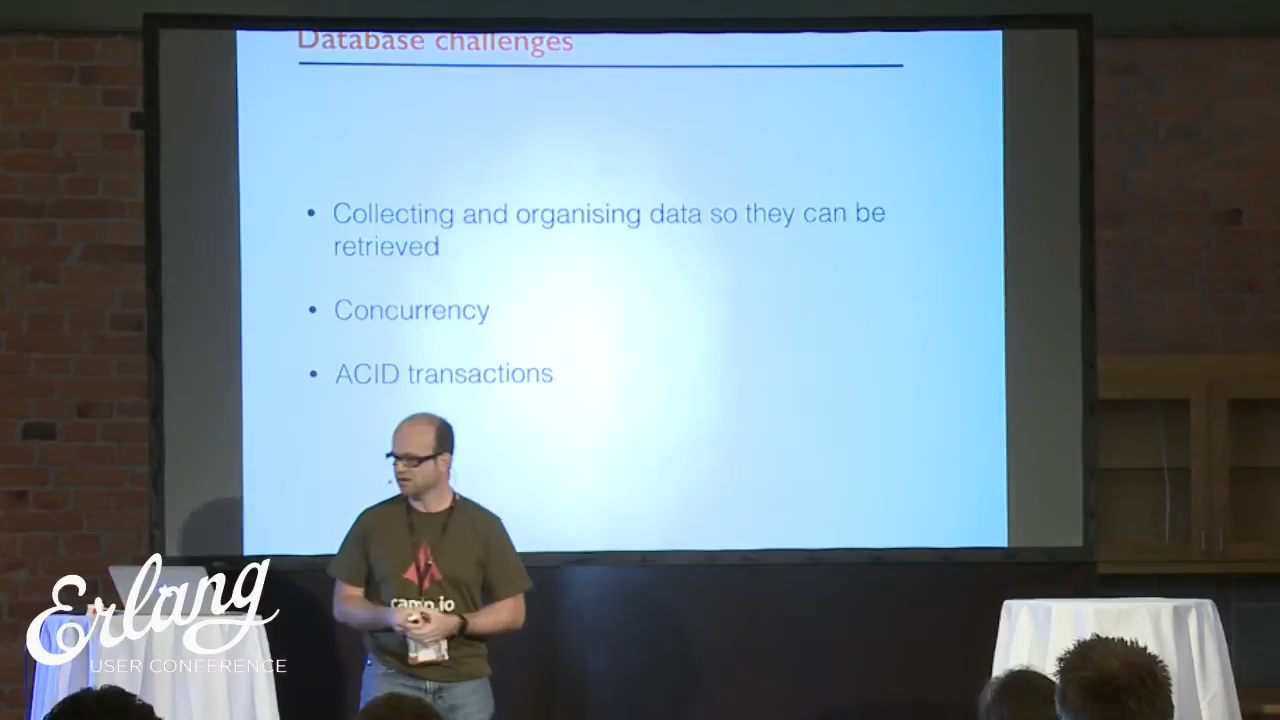 Database challenges
• Collecting and organising data so they can be
retrieved
• Concurrency
• ACID transactions
camp.io
Erlang
USER CONFERENCE